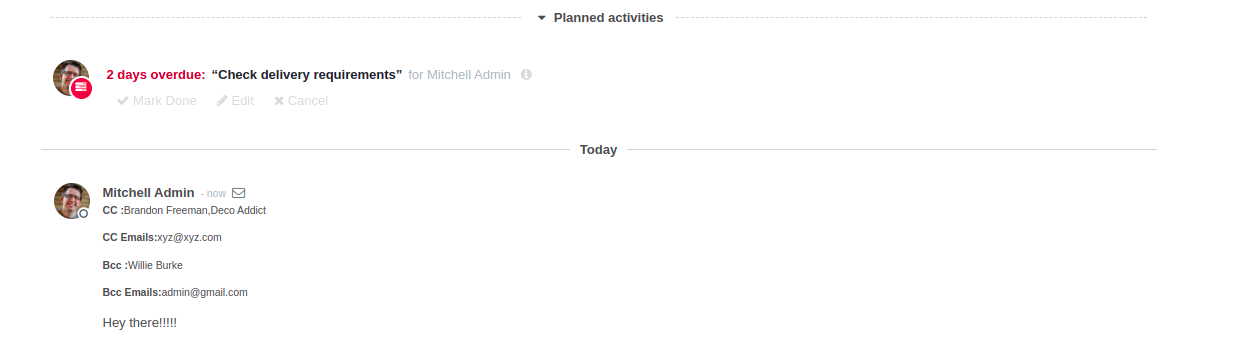 Planned activities
2 days overdue: “Check delivery requirements” for Mitchell Admin
Mark Done Edit Cancel
Today
Mitchell Admin - now
CC :Brandon Freeman,Deco Addict
CC Emails:xyz@xyz.com
Bcc :Willie Burke
Bcc Emails:admin@gmail.com
Hey there!!!!!